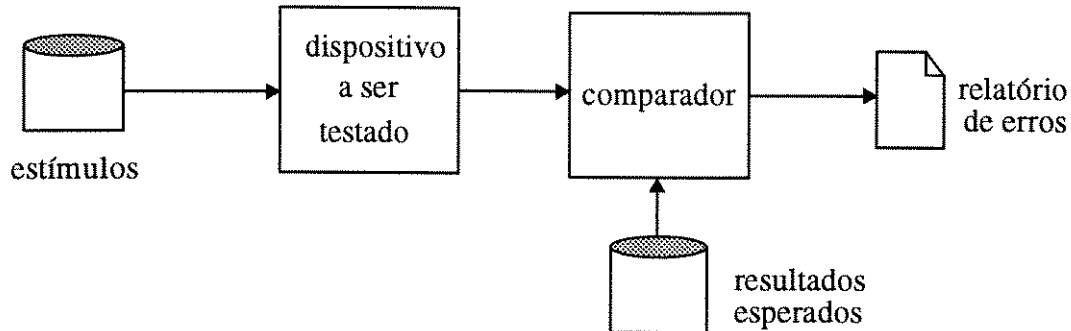 dispositivo
a ser
testado
comparador
relatório
de erros
estímulos
resultados
esperados